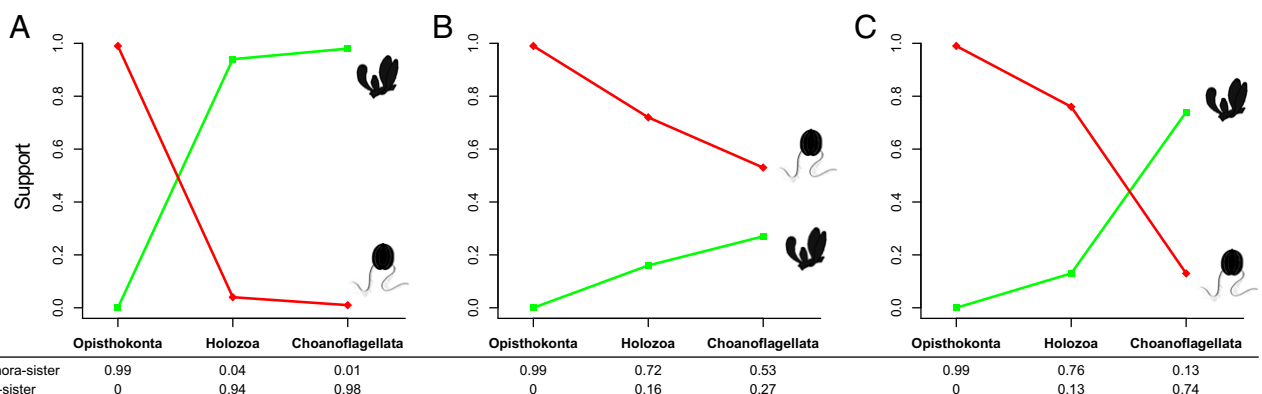 A B C
Support
0.0 0.2 0.4 0.6 0.8 1.0
0.0 0.2 0.4 0.6 0.8 1.0
0.0 0.2 0.4 0.6 0.8 1.0
Opisthokonta Holozoa Choanoflagellata Opisthokonta Holozoa Choanoflagellata Opisthokonta Holozoa Choanoflagellata
nora-sister 0.99 0.04 0.01 0.99 0.72 0.53 0.99 0.76 0.13
-sister 0 0.94 0.98 0 0.16 0.27 0 0.13 0.74